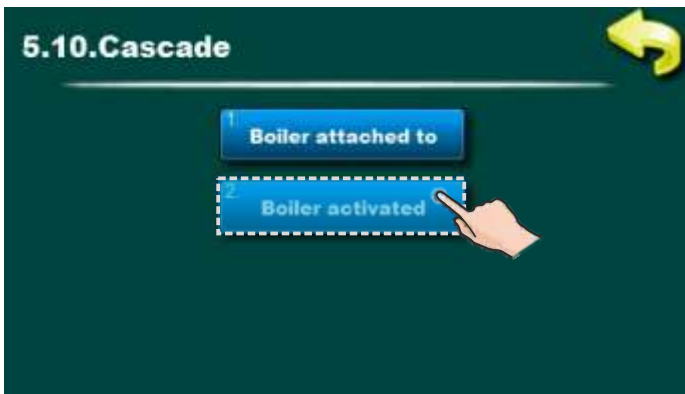 5.10.Cascade
1.
Boiler attached to
2.
Boiler activated